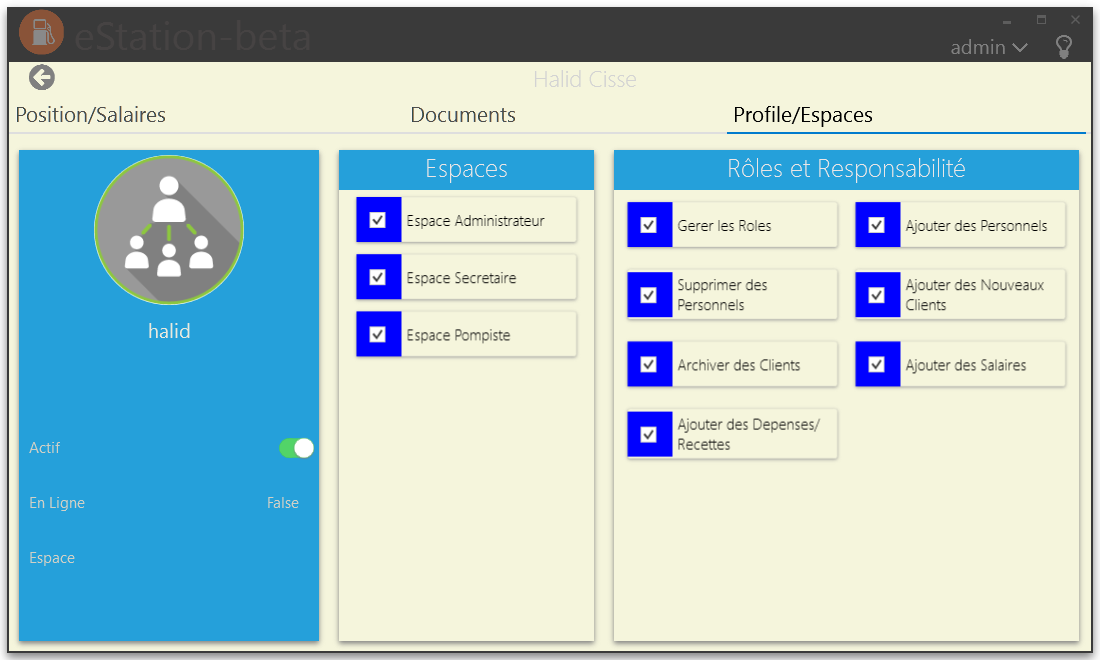 eStation-beta
admin
Halid Cisse
Position/Salaires
Documents
Profile/Espaces
halid
Actif
En Ligne
False
Espace
Espaces
Espace Administrateur
Espace Secretaire
Espace Pompiste
Rôles et Responsabilité
Gerer les Roles
Ajouter des Personnels
Supprimer des
Personnels
Ajouter des Nouveaux
Clients
Archiver des Clients
Ajouter des Salaires
Ajouter des Depenses/
Recettes